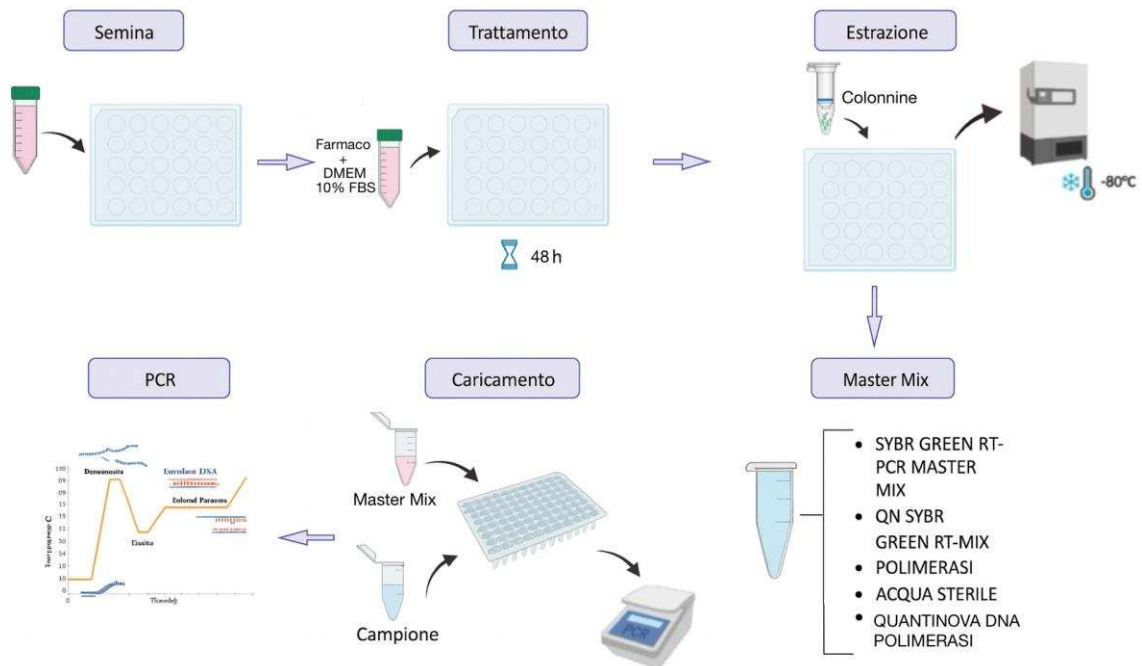 Semina
Trattamento
Estrazione
Colonnine
Farmaco
+
DMEM
10% FBS
-80°C
48 h
PCR
Caricamento
Master Mix
Master Mix
Campione
PCR
• SYBR GREEN RT-
PCR MASTER
MIX
• QN SYBR
GREEN RT-MIX
• POLIMERASI
• ACQUA STERILE
• QUANTINOVA DNA
POLIMERASI